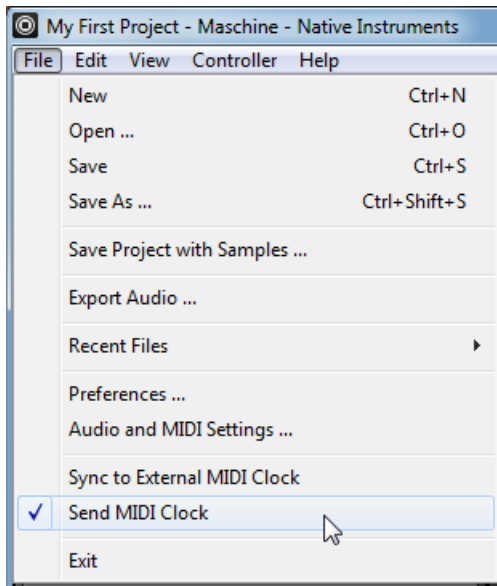 My First Project - Maschine - Native Instruments
File Edit View Controller Help
New Ctrl+N
Open ... Ctrl+O
Save Ctrl+S
Save As ... Ctrl+Shift+S
Save Project with Samples ...
Export Audio ...
Recent Files
Preferences ...
Audio and MIDI Settings ...
Sync to External MIDI Clock
Send MIDI Clock
Exit